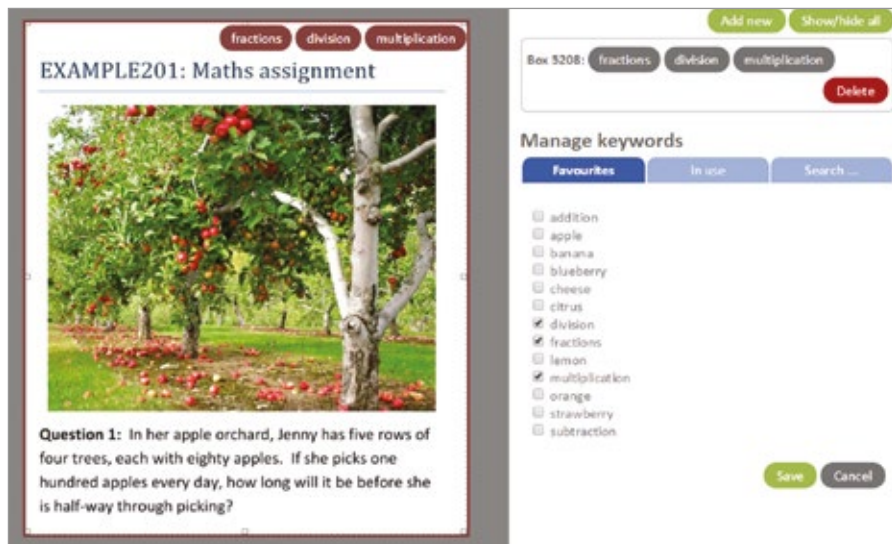 fractions division multiplication
EXAMPLE201: Maths assignment
Question 1: In her apple orchard, Jenny has five rows of
four trees, each with eighty apples. If she picks one
hundred apples every day, how long will it be before she
is half-way through picking?
Add new Show/hide all
Box 5208: fractions division multiplication
Delete
Manage keywords
Favourites In use Search ...
addition
apple
banana
blueberry
cheese
citrus
division
fractions
lemon
multiplication
orange
strawberry
subtraction
Save Cancel